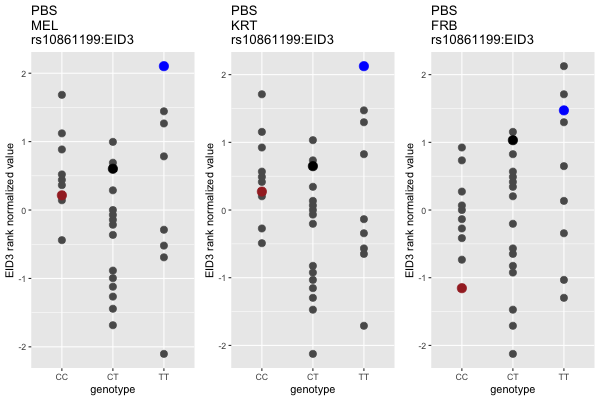 PBS
MEL
rs10861199:EID3
PBS
KRT
rs10861199:EID3
PBS
FRB
rs10861199:EID3
EID3 rank normalized value
2
1
0
-1
-2
CC CT TT
genotype
EID3 rank normalized value
2
1
0
-1
-2
CC CT TT
genotype
EID3 rank normalized value
2
1
0
-1
-2
CC CT TT
genotype